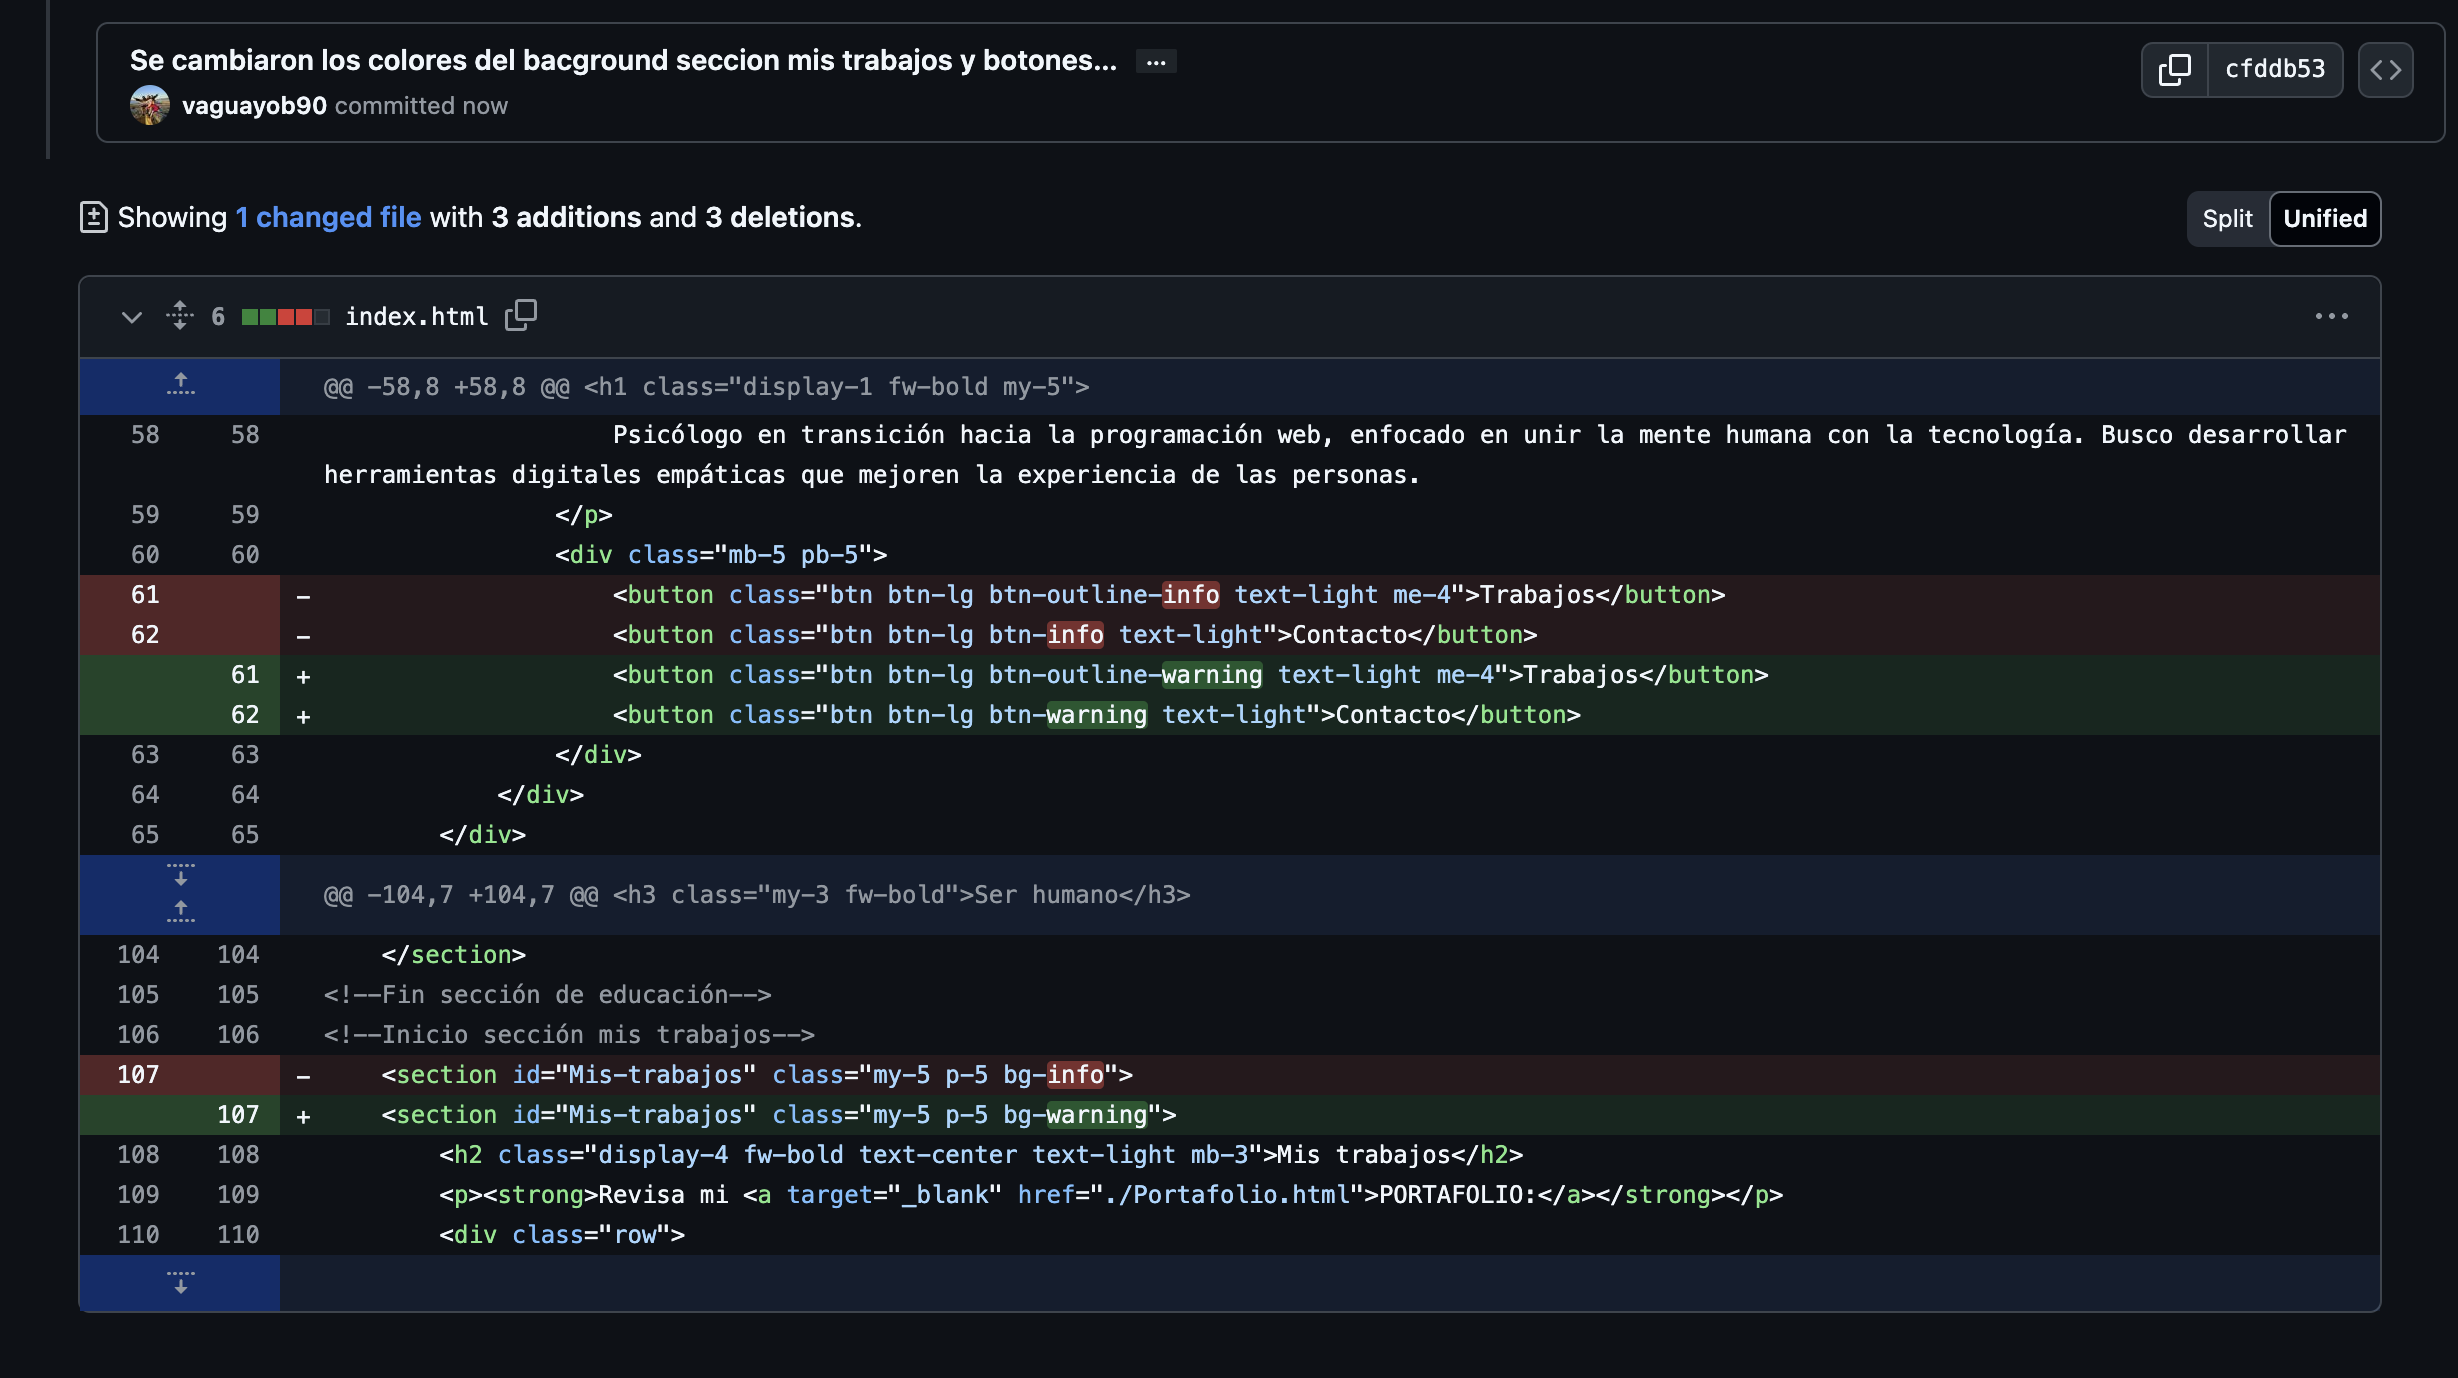 Se cambiaron los colores del bacground seccion mis trabajos y botones... …
vaguayob90 committed now
cfddb53
Showing 1 changed file with 3 additions and 3 deletions.
Split Unified
6 index.html
@@ -58,8 +58,8 @@ <h1 class="display-1 fw-bold my-5">
58 58 Psicólogo en transición hacia la programación web, enfocado en unir la mente humana con la tecnología. Busco desarrollar
herramientas digitales empáticas que mejoren la experiencia de las personas.
59 59 </p>
60 60 <div class="mb-5 pb-5">
61 - <button class="btn btn-lg btn-outline-info text-light me-4">Trabajos</button>
62 - <button class="btn btn-lg btn-info text-light">Contacto</button>
61 + <button class="btn btn-lg btn-outline-warning text-light me-4">Trabajos</button>
62 + <button class="btn btn-lg btn-warning text-light">Contacto</button>
63 63 </div>
64 64 </div>
65 65 </div>
@@ -104,7 +104,7 @@ <h3 class="my-3 fw-bold">Ser humano</h3>
104 104 </section>
105 105 <!--Fin sección de educación-->
106 106 <!--Inicio sección mis trabajos-->
107 - <section id="Mis-trabajos" class="my-5 p-5 bg-info">
107 + <section id="Mis-trabajos" class="my-5 p-5 bg-warning">
108 108 <h2 class="display-4 fw-bold text-center text-light mb-3">Mis trabajos</h2>
109 109 <p><strong>Revisa mi <a target="_blank" href="./Portafolio.html">PORTAFOLIO:</a></strong></p>
110 110 <div class="row">